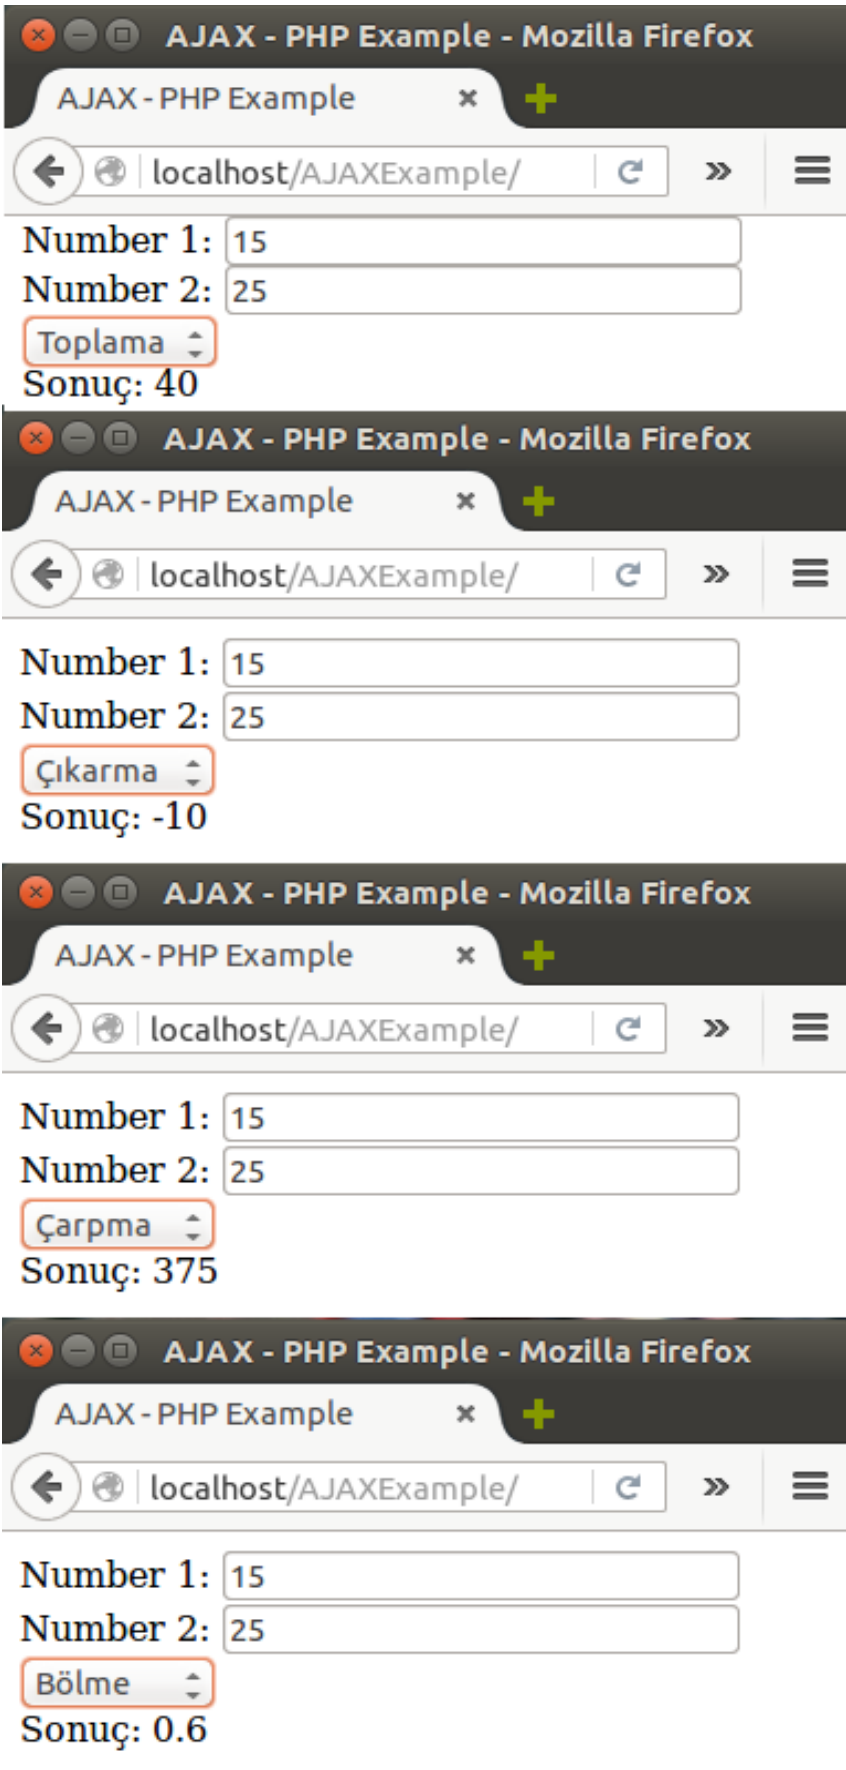 AJAX - PHP Example - Mozilla Firefox
AJAX - PHP Example
localhost/AJAXExample/
Number 1: 15
Number 2: 25
Toplama
Sonuç: 40
AJAX - PHP Example - Mozilla Firefox
AJAX - PHP Example
localhost/AJAXExample/
Number 1: 15
Number 2: 25
Çıkarma
Sonuç: -10
AJAX - PHP Example - Mozilla Firefox
AJAX - PHP Example
localhost/AJAXExample/
Number 1: 15
Number 2: 25
Çarpma
Sonuç: 375
AJAX - PHP Example - Mozilla Firefox
AJAX - PHP Example
localhost/AJAXExample/
Number 1: 15
Number 2: 25
Bölme
Sonuç: 0.6